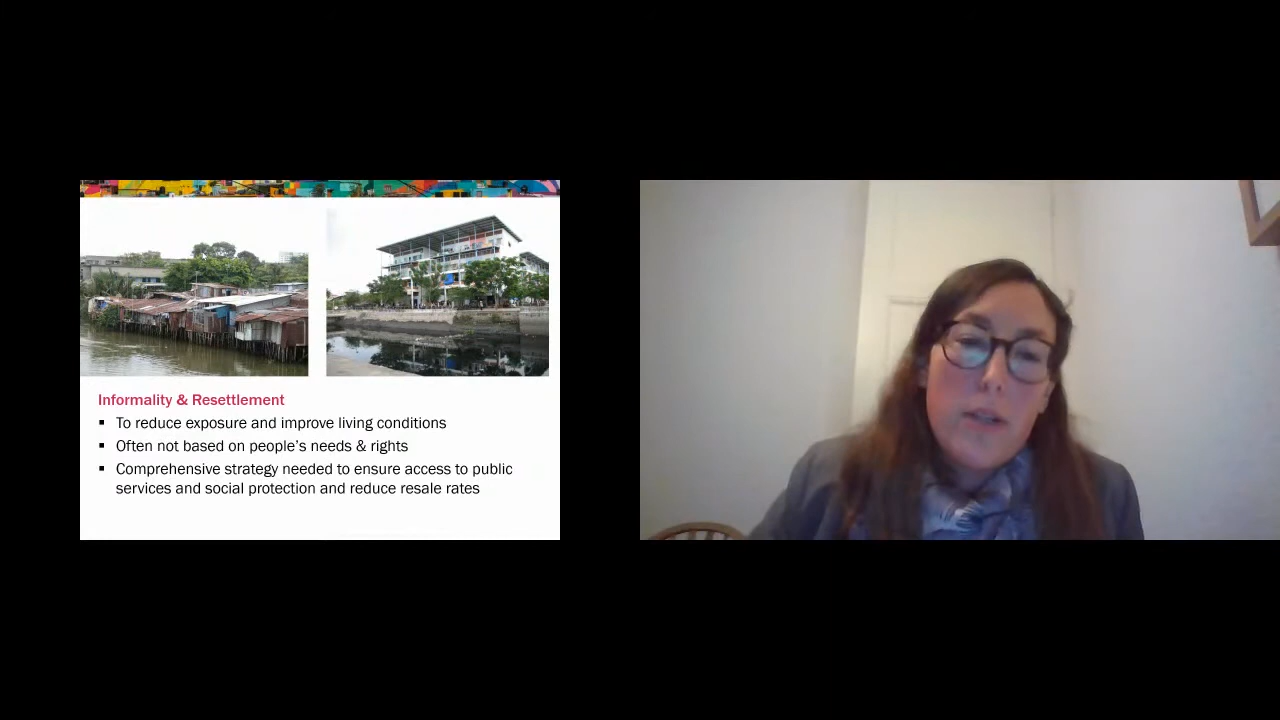 Informality & Resettlement
▪ To reduce exposure and improve living conditions
▪ Often not based on people's needs & rights
▪ Comprehensive strategy needed to ensure access to public
services and social protection and reduce resale rates